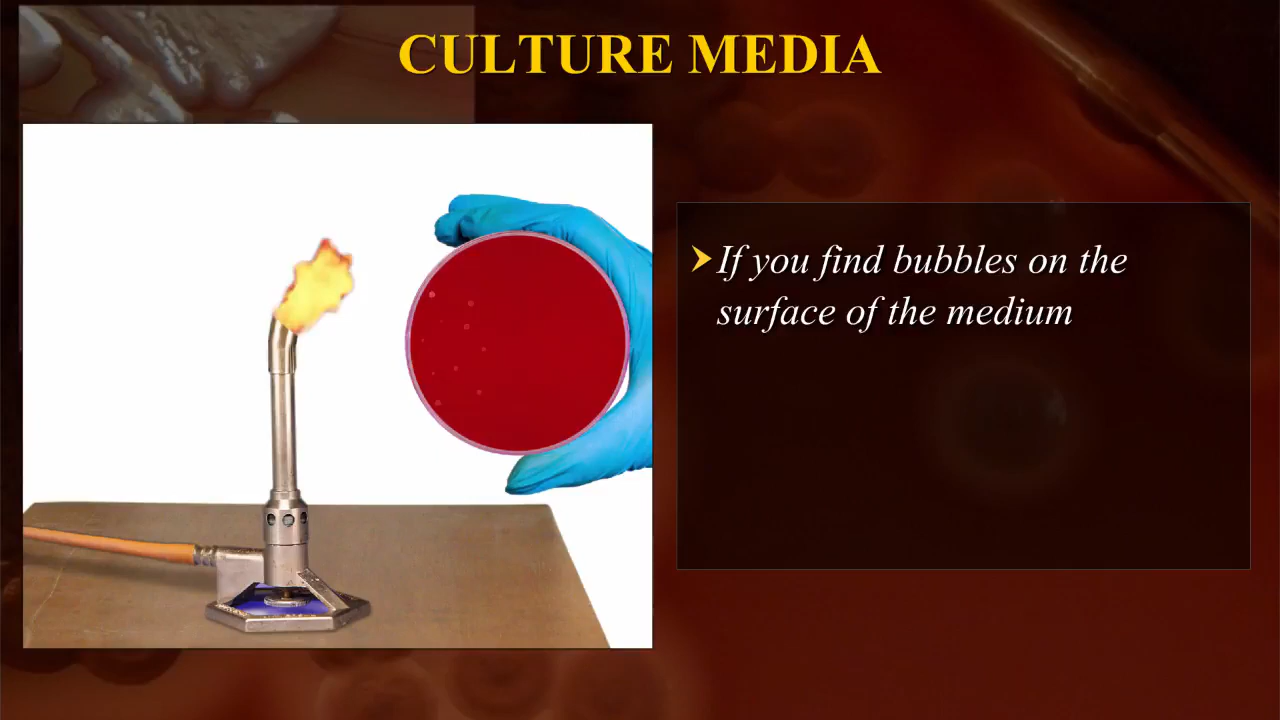 CULTURE MEDIA
If you find bubbles on the
surface of the medium